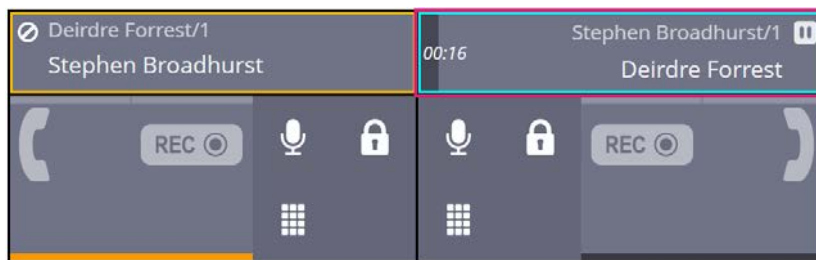 Deirdre Forrest/1
Stephen Broadhurst
00:16
Stephen Broadhurst/1
Deirdre Forrest
REC
REC